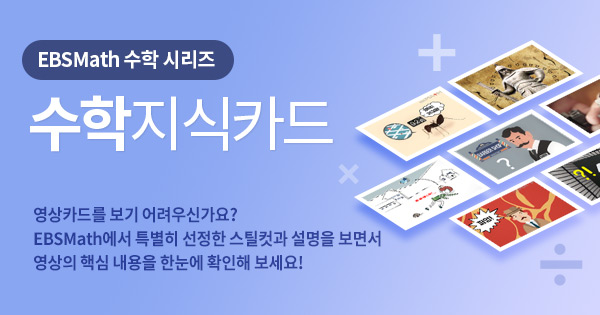 EBSMath 수학 시리즈
수학지식카드
영상카드를 보기 어려우신가요?
EBSMath에서 특별히 선정한 스틸컷과 설명을 보면서
영상의 핵심 내용을 한눈에 확인해 보세요!